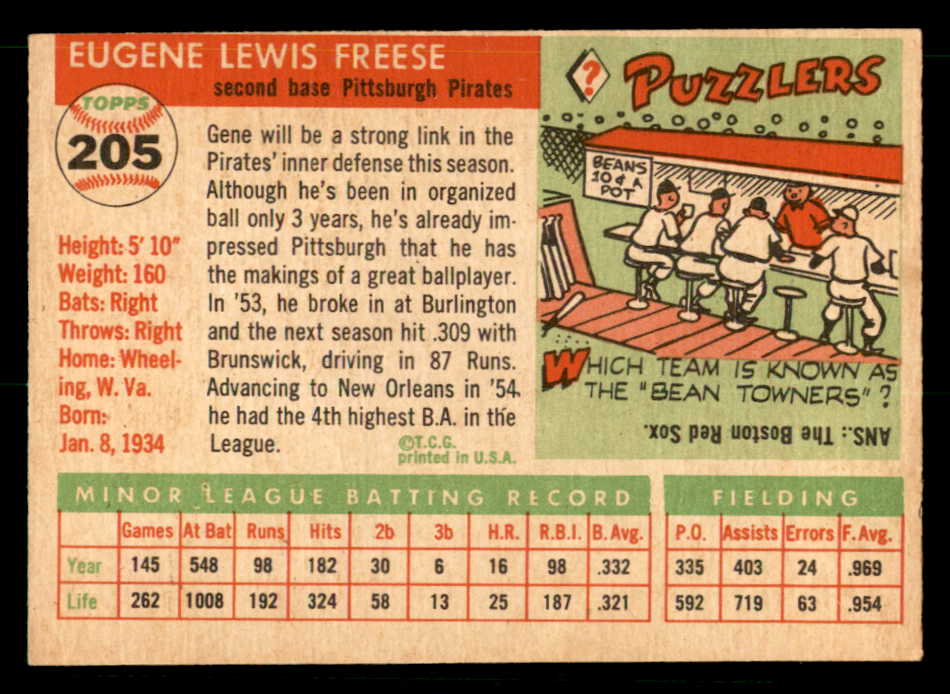 EUGENE LEWIS FREESE
second base Pittsburgh Pirates
TOPPS
205
Height: 5' 10"
Weight: 160
Bats: Right
Throws: Right
Home: Wheel-
ing, W. Va.
Born:
Jan. 8, 1934
Gene will be a strong link in the
Pirates' inner defense this season.
Although he's been in organized
ball only 3 years, he's already im-
pressed Pittsburgh that he has
the makings of a great ballplayer.
In '53, he broke in at Burlington
and the next season hit .309 with
Brunswick, driving in 87 Runs.
Advancing to New Orleans in '54,
he had the 4th highest B.A. in the
League.
©T.C.G.
printed in U.S.A.
? PUZZLERS
BEANS
10¢ A
POT
WHICH TEAM IS KNOWN AS
THE "BEAN TOWNERS"?
ANS.: The Boston Red Sox.
MINOR LEAGUE BATTING RECORD
Games At Bat Runs Hits 2b 3b H.R. R.B.I. B. Avg.
Year 145 548 98 182 30 6 16 98 .332
Life 262 1008 192 324 58 13 25 187 .321
FIELDING
P.O. Assists Errors F. Avg.
335 403 24 .969
592 719 63 .954